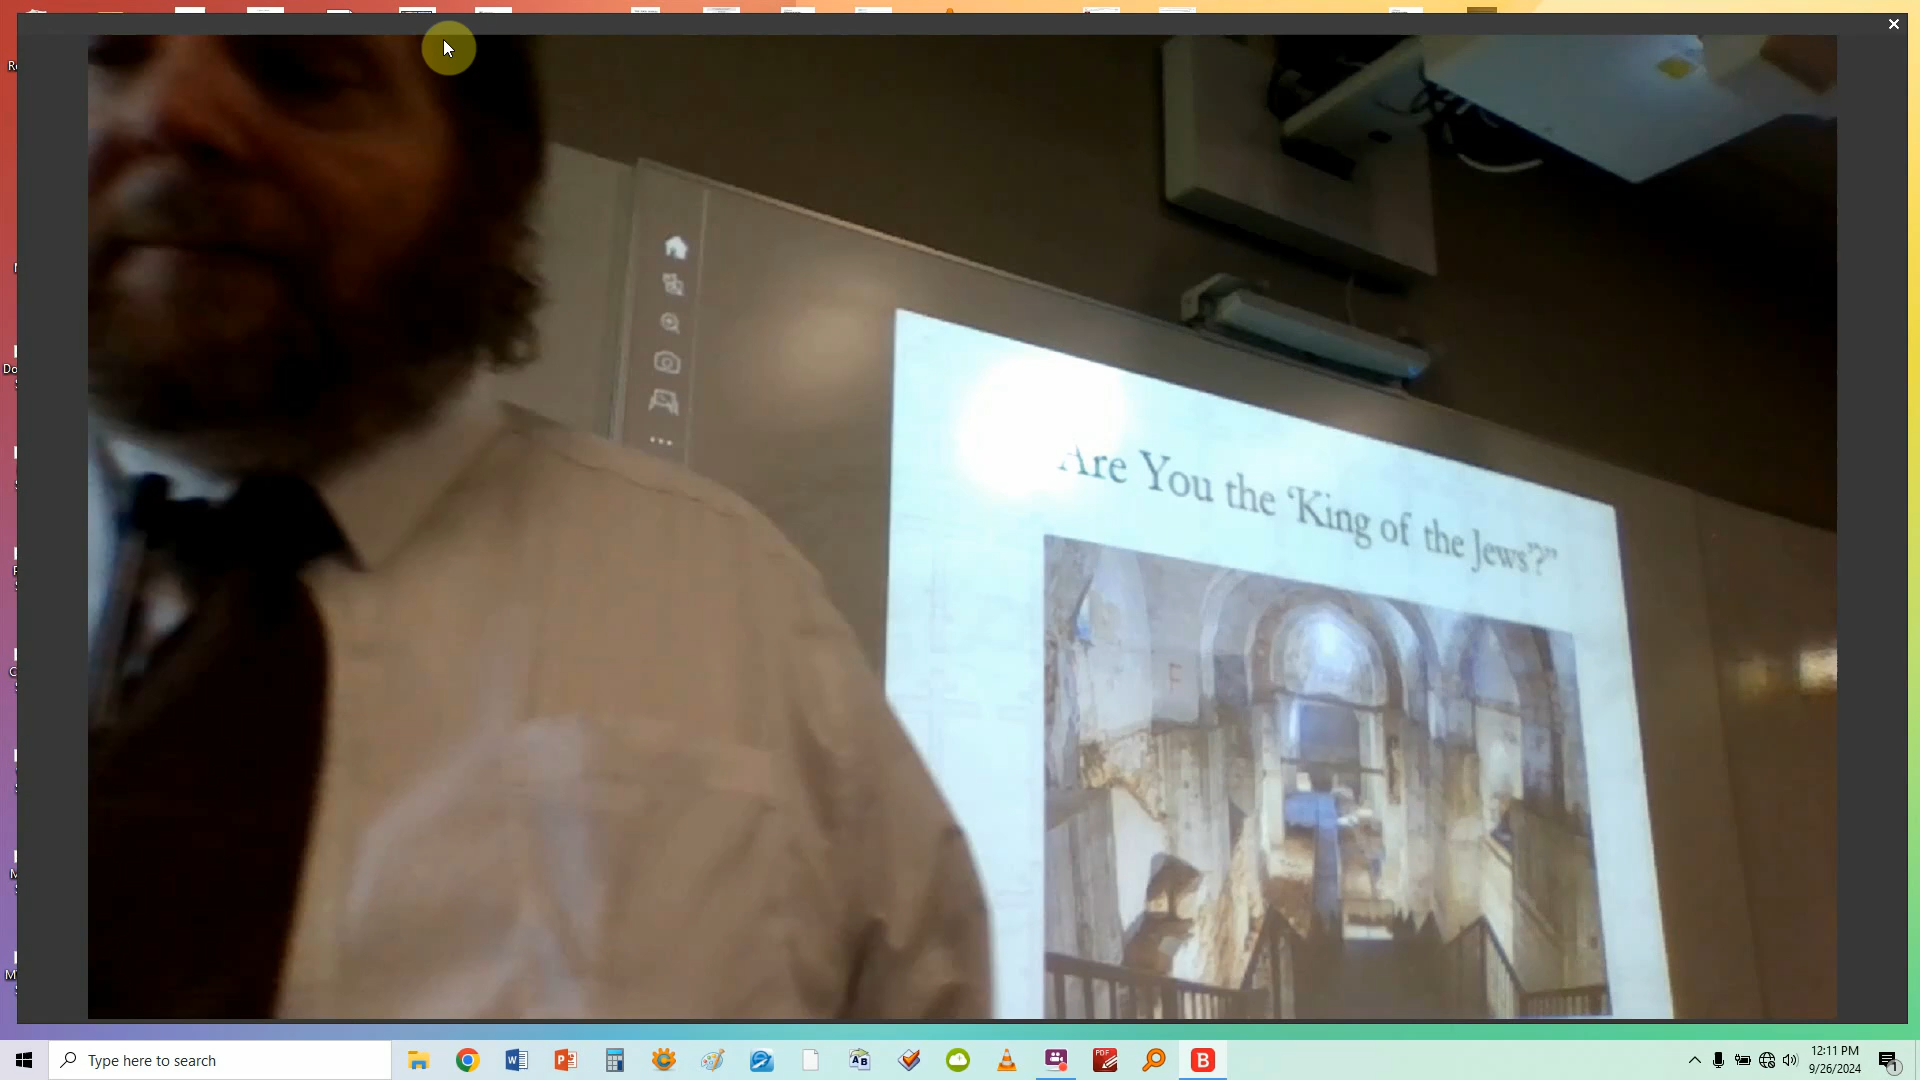 Are You the ‘King of the Jews’?”
Type here to search
12:11 PM
9/26/2024